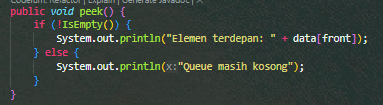 Codeium: Refactor | Explain | Generate Javadoc | X
public void peek() {
if (!IsEmpty()) {
System.out.println("Elemen terdepan: " + data[front]);
} else {
System.out.println(x:"Queue masih kosong");
}
}